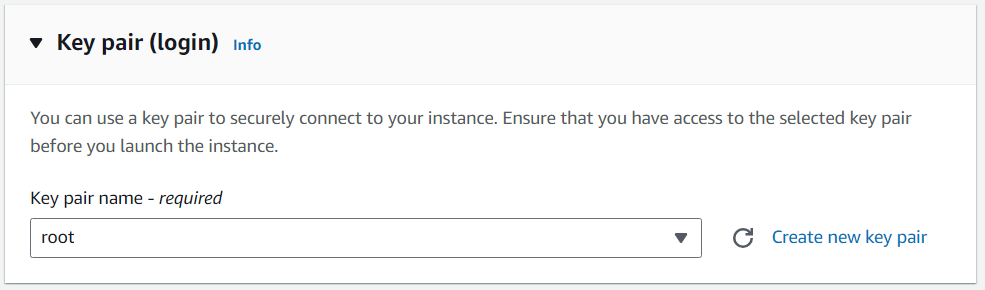 Key pair (login) Info
You can use a key pair to securely connect to your instance. Ensure that you have access to the selected key pair
before you launch the instance.
Key pair name - required
root
Create new key pair